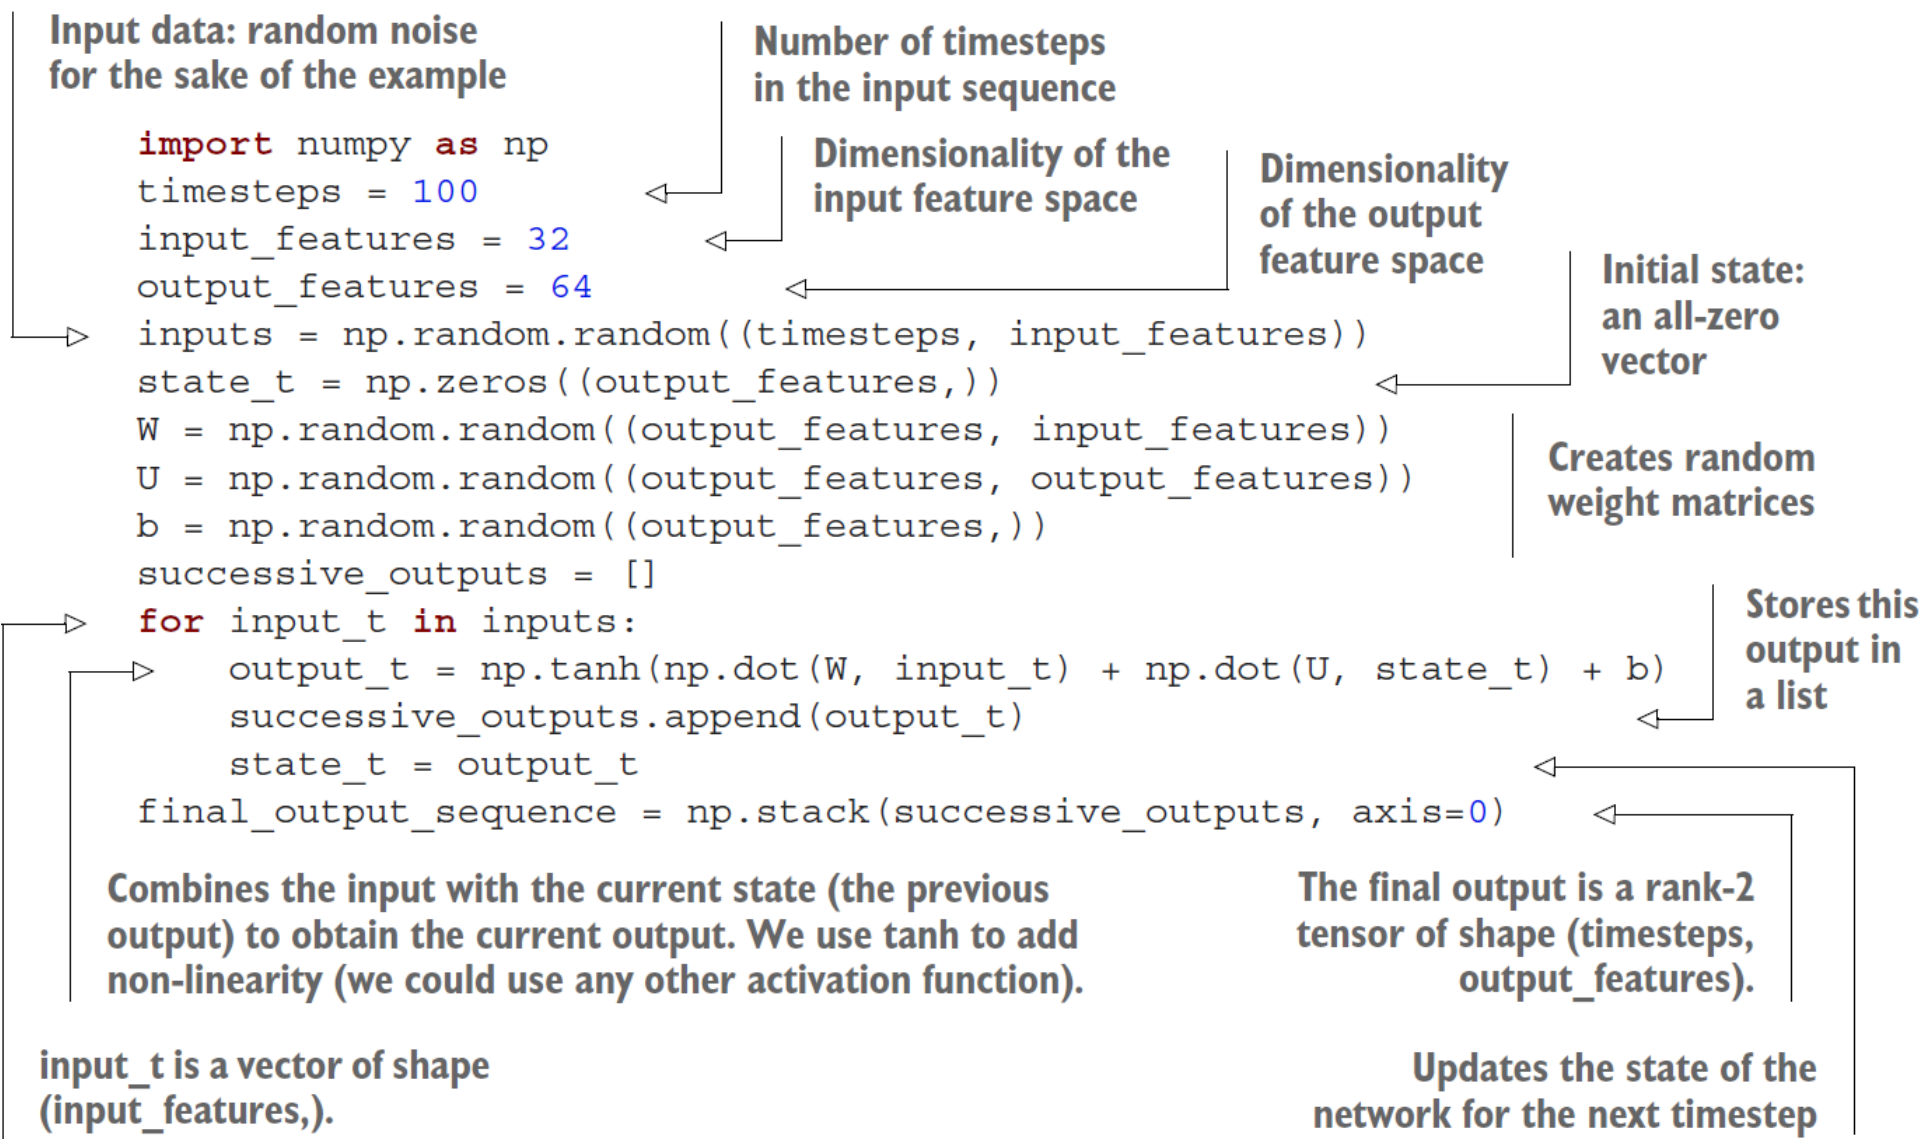 Input data: random noise
for the sake of the example
Number of timesteps
in the input sequence
Dimensionality of the
input feature space
Dimensionality
of the output
feature space
Initial state:
an all-zero
vector
import numpy as np
timesteps = 100
input_features = 32
output_features = 64
inputs = np.random.random((timesteps, input_features))
state_t = np.zeros((output_features,))
W = np.random.random((output_features, input_features))
U = np.random.random((output_features, output_features))
b = np.random.random((output_features,))
successive_outputs = []
for input_t in inputs:
    output_t = np.tanh(np.dot(W, input_t) + np.dot(U, state_t) + b)
    successive_outputs.append(output_t)
    state_t = output_t
final_output_sequence = np.stack(successive_outputs, axis=0)
Creates random
weight matrices
Stores this
output in
a list
Combines the input with the current state (the previous
output) to obtain the current output. We use tanh to add
non-linearity (we could use any other activation function).
The final output is a rank-2
tensor of shape (timesteps,
output_features).
input_t is a vector of shape
(input_features,).
Updates the state of the
network for the next timestep